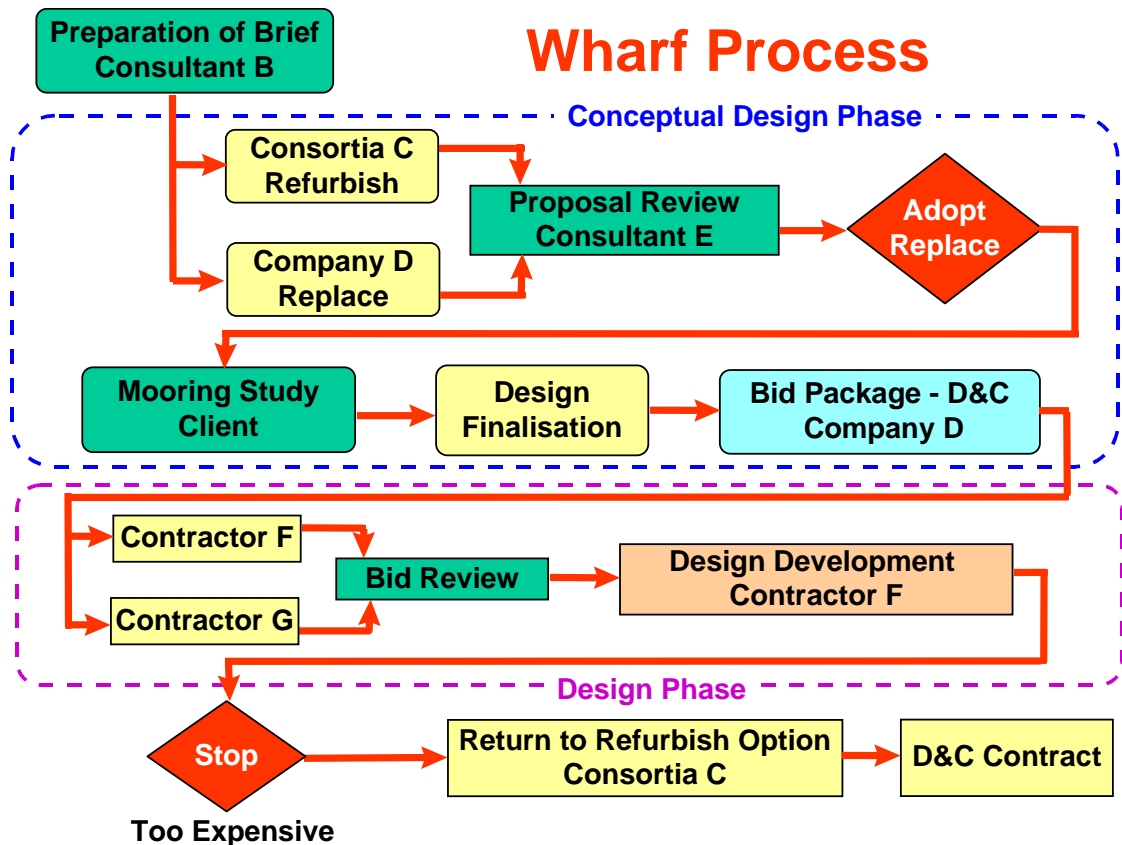 Preparation of Brief
Consultant B
Wharf Process
Conceptual Design Phase
Consortia C
Refurbish
Proposal Review
Consultant E
Adopt
Replace
Company D
Replace
Mooring Study
Client
Design
Finalisation
Bid Package - D&C
Company D
Contractor F
Bid Review
Design Development
Contractor F
Contractor G
Design Phase
Stop
Return to Refurbish Option
Consortia C
D&C Contract
Too Expensive